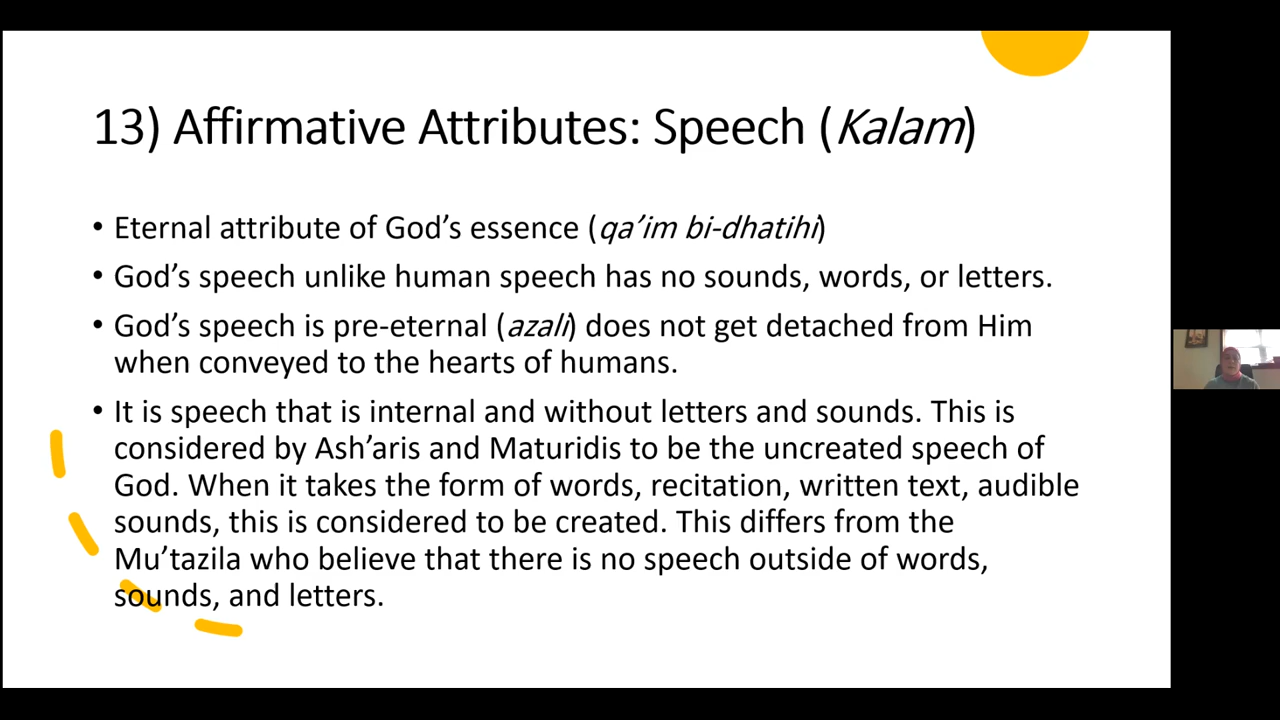 13) Affirmative Attributes: Speech (Kalam)
• Eternal attribute of God’s essence (qa’im bi-dhatihi)
• God’s speech unlike human speech has no sounds, words, or letters.
• God’s speech is pre-eternal (azali) does not get detached from Him
when conveyed to the hearts of humans.
• It is speech that is internal and without letters and sounds. This is
considered by Ash’aris and Maturidis to be the uncreated speech of
God. When it takes the form of words, recitation, written text, audible
sounds, this is considered to be created. This differs from the
Mu’tazila who believe that there is no speech outside of words,
sounds, and letters.